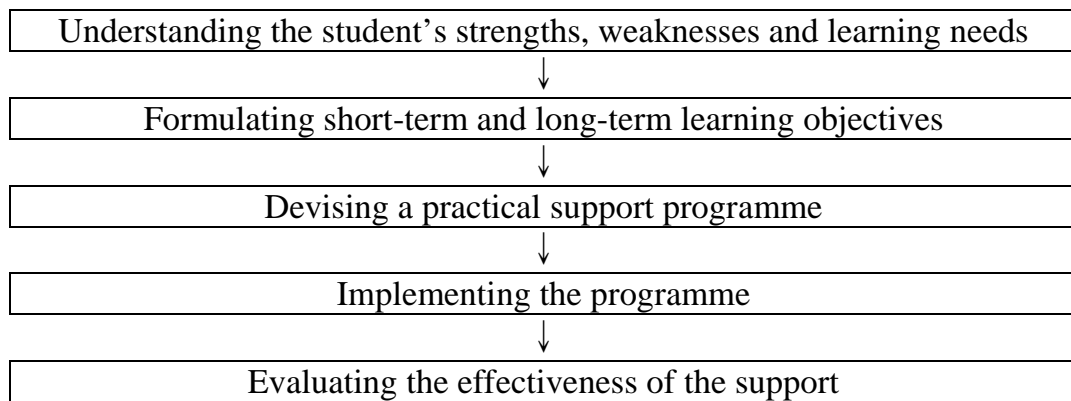 Understanding the student’s strengths, weaknesses and learning needs
Formulating short-term and long-term learning objectives
Devising a practical support programme
Implementing the programme
Evaluating the effectiveness of the support